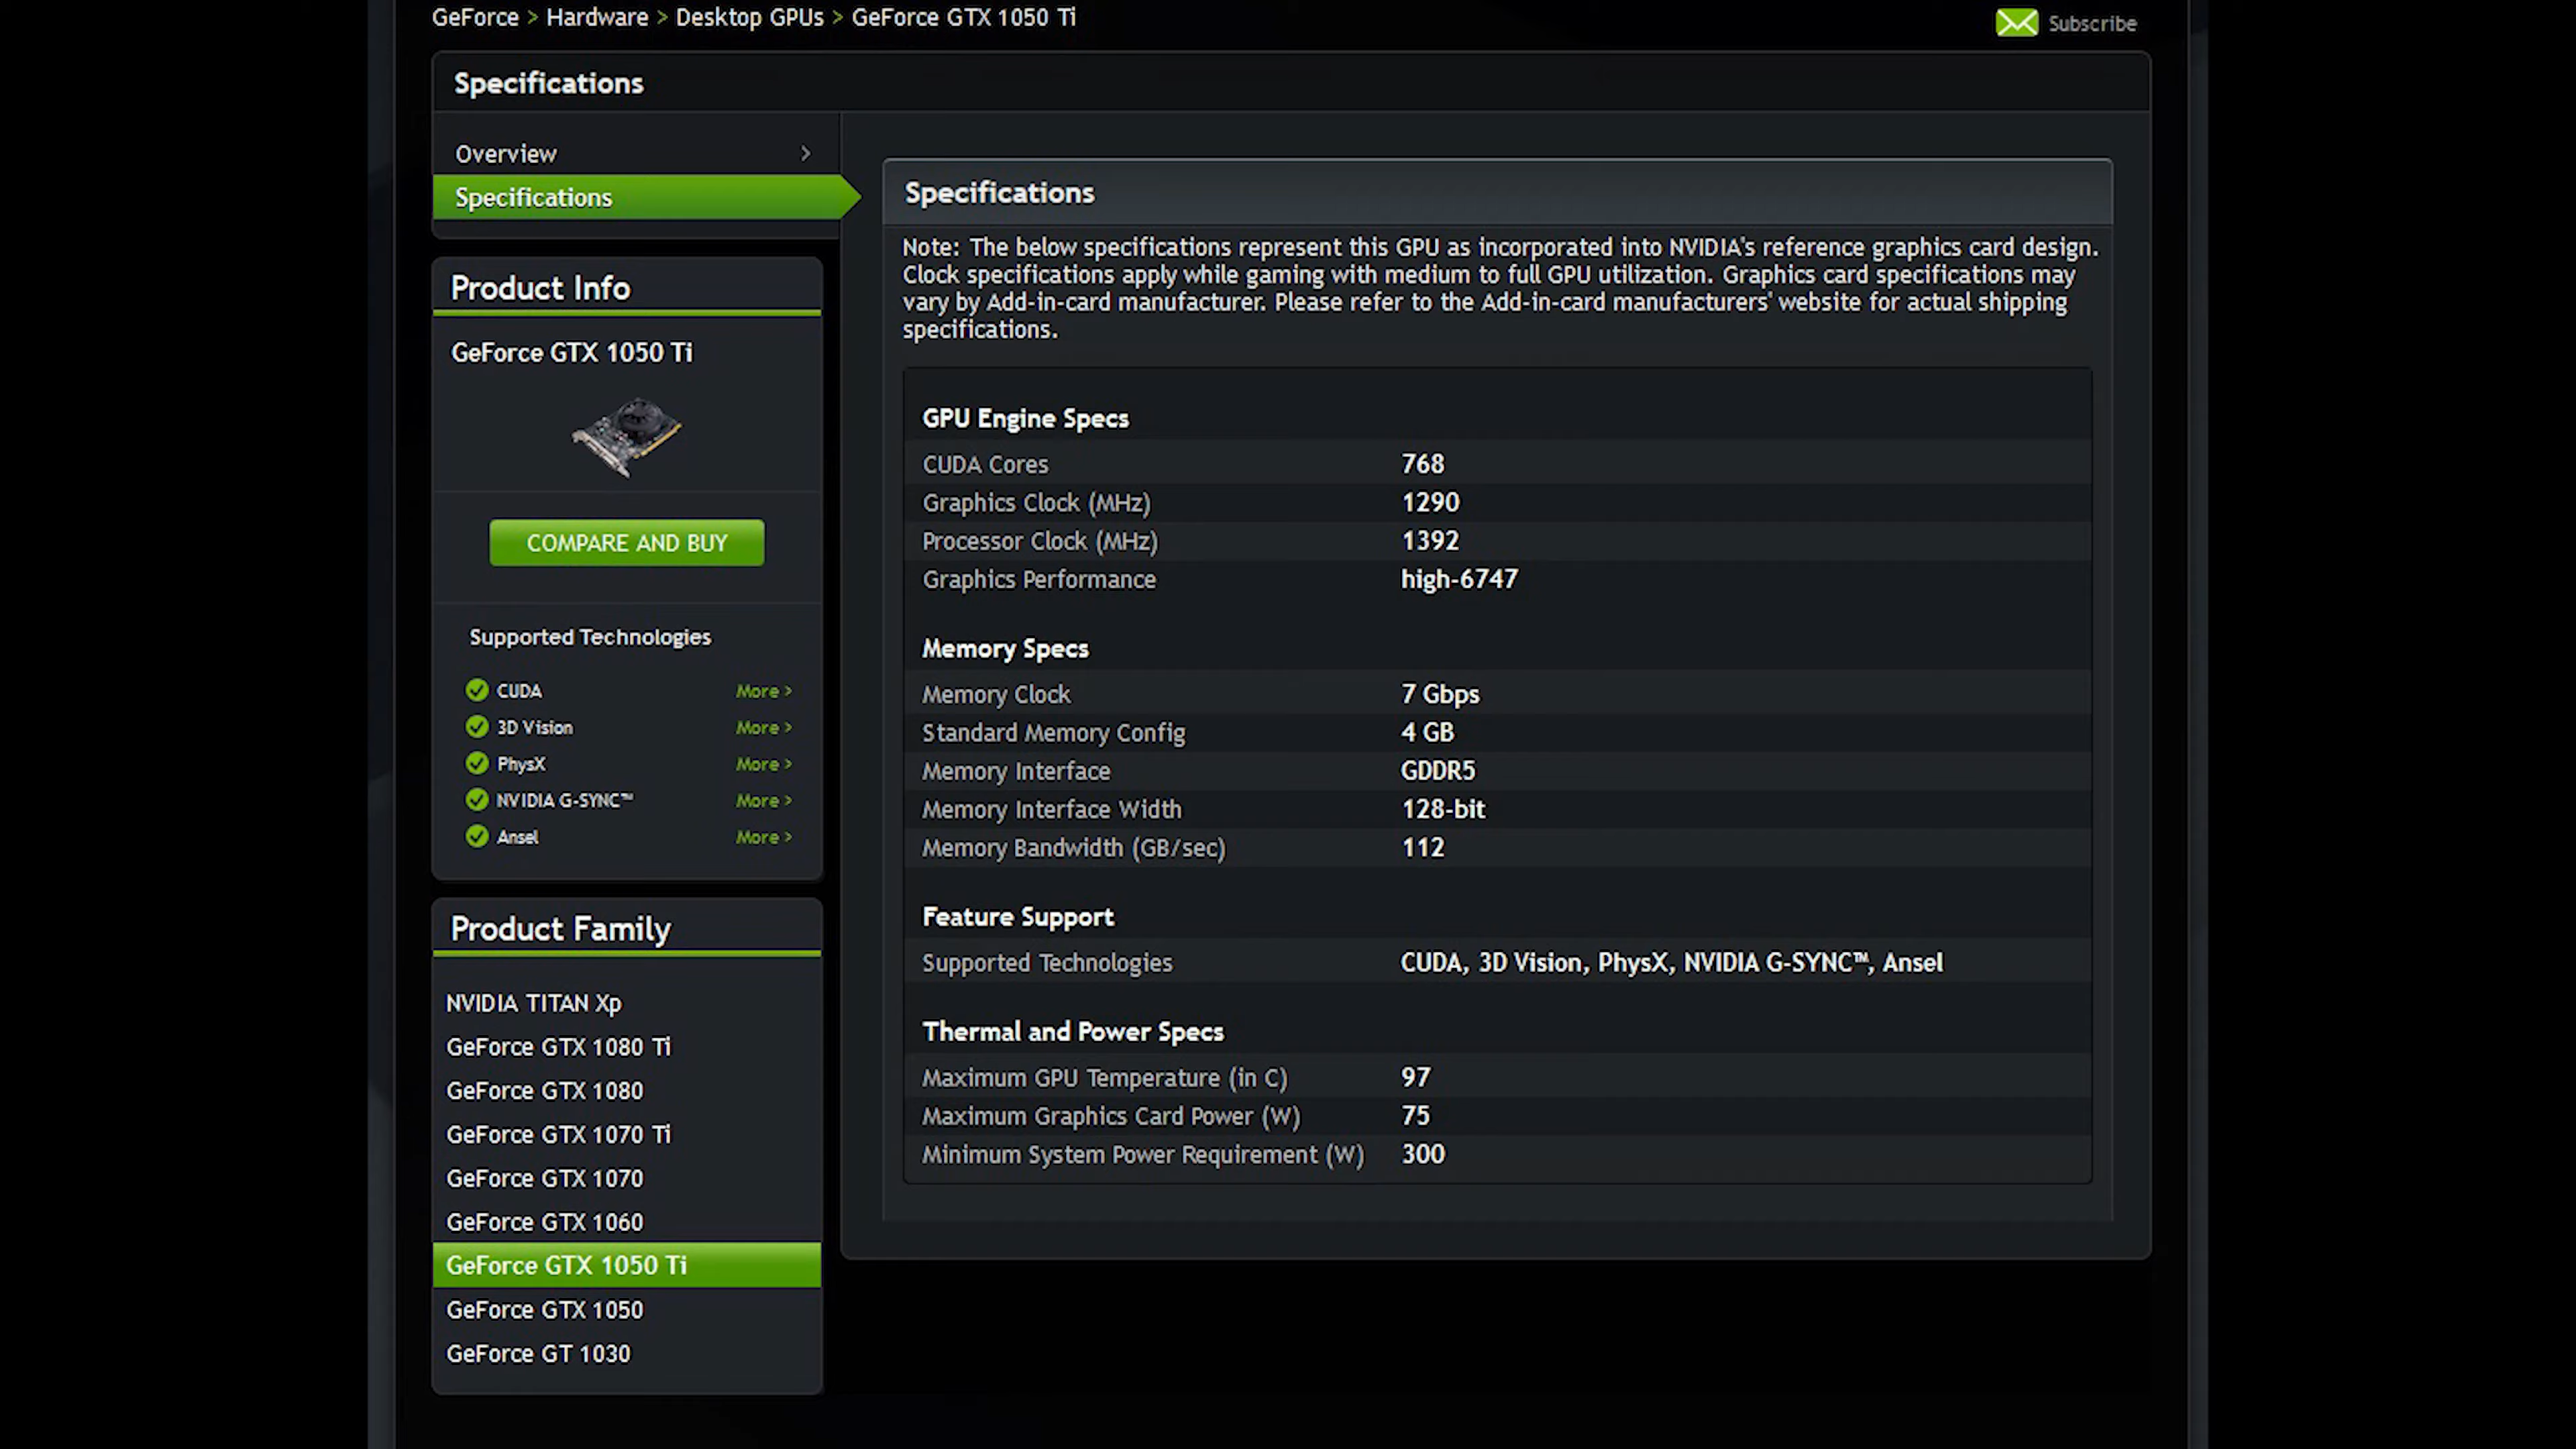 GeForce > Hardware > Desktop GPUs > GeForce GTX 1050 Ti
Subscribe
Specifications
Overview >
Specifications
Product Info
GeForce GTX 1050 Ti
COMPARE AND BUY
Supported Technologies
CUDA More >
3D Vision More >
PhysX More >
NVIDIA G-SYNC™ More >
Ansel More >
Product Family
NVIDIA TITAN Xp
GeForce GTX 1080 Ti
GeForce GTX 1080
GeForce GTX 1070 Ti
GeForce GTX 1070
GeForce GTX 1060
GeForce GTX 1050 Ti
GeForce GTX 1050
GeForce GT 1030
Specifications
Note: The below specifications represent this GPU as incorporated into NVIDIA's reference graphics card design.
Clock specifications apply while gaming with medium to full GPU utilization. Graphics card specifications may
vary by Add-in-card manufacturer. Please refer to the Add-in-card manufacturers' website for actual shipping
specifications.
GPU Engine Specs
CUDA Cores 768
Graphics Clock (MHz) 1290
Processor Clock (MHz) 1392
Graphics Performance high-6747
Memory Specs
Memory Clock 7 Gbps
Standard Memory Config 4 GB
Memory Interface GDDR5
Memory Interface Width 128-bit
Memory Bandwidth (GB/sec) 112
Feature Support
Supported Technologies CUDA, 3D Vision, PhysX, NVIDIA G-SYNC™, Ansel
Thermal and Power Specs
Maximum GPU Temperature (in C) 97
Maximum Graphics Card Power (W) 75
Minimum System Power Requirement (W) 300